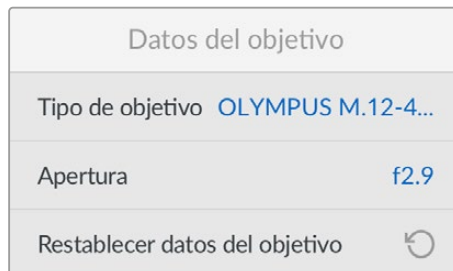 Datos del objetivo
Tipo de objetivo OLYMPUS M.12-4...
Apertura f2.9
Restablecer datos del objetivo